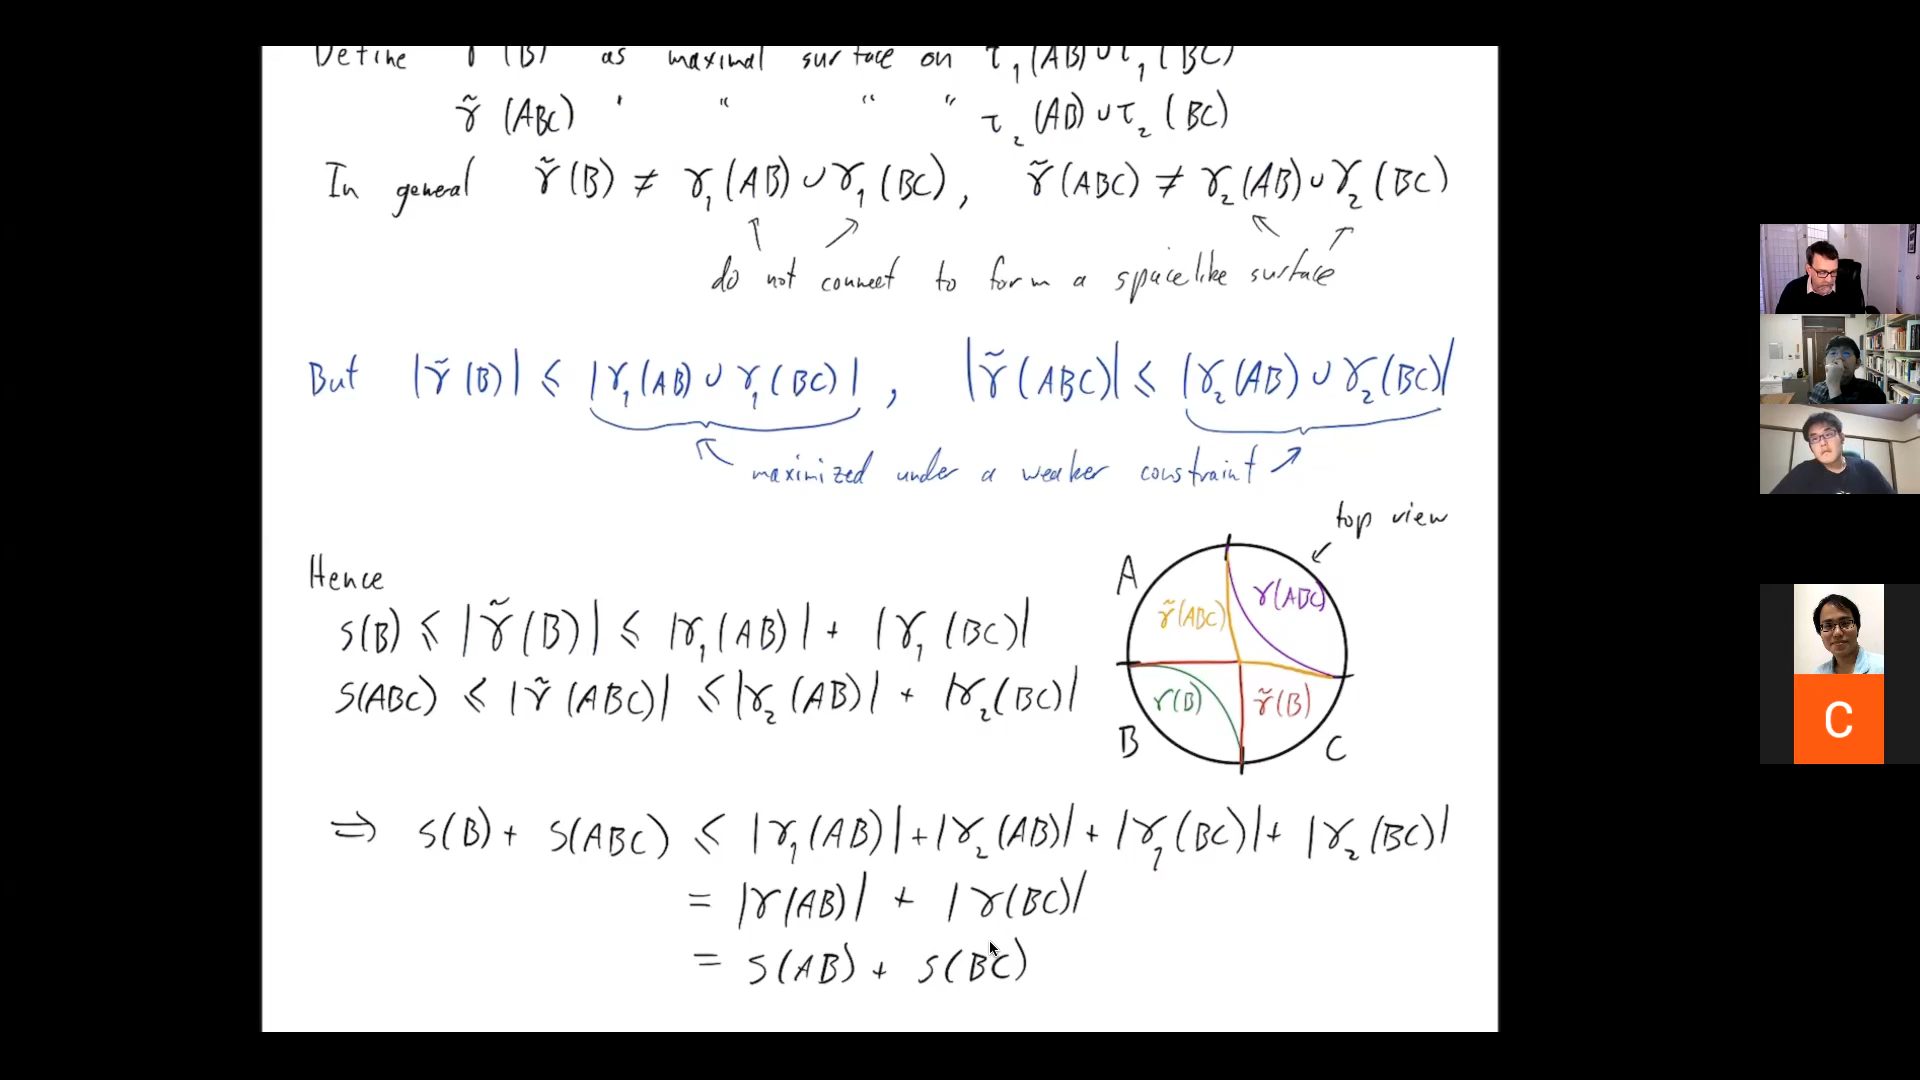 Define γ̃ (B) as maximal surface on τ₁(AB)∪τ₁(BC)
γ̃ (ABC) " " " " τ₂(AB)∪τ₂(BC)
In general γ̃(B) ≠ γ₁(AB)∪γ₁(BC), γ̃(ABC) ≠ γ₂(AB)∪γ₂(BC)
do not connect to form a spacelike surface
But |γ̃(B)| ≤ |γ₁(AB)∪γ₁(BC)|, |γ̃(ABC)| ≤ |γ₂(AB)∪γ₂(BC)|
maximized under a weaker constraint
top view
Hence
S(B) ≤ |γ̃(B)| ≤ |γ₁(AB)| + |γ₁(BC)|
S(ABC) ≤ |γ̃(ABC)| ≤ |γ₂(AB)| + |γ₂(BC)|
A
γ̃(ABC) γ(ABC)
γ(B) γ̃(B)
B C
⇒ S(B) + S(ABC) ≤ |γ₁(AB)| + |γ₂(AB)| + |γ₁(BC)| + |γ₂(BC)|
= |γ(AB)| + |γ(BC)|
= S(AB) + S(BC)
C